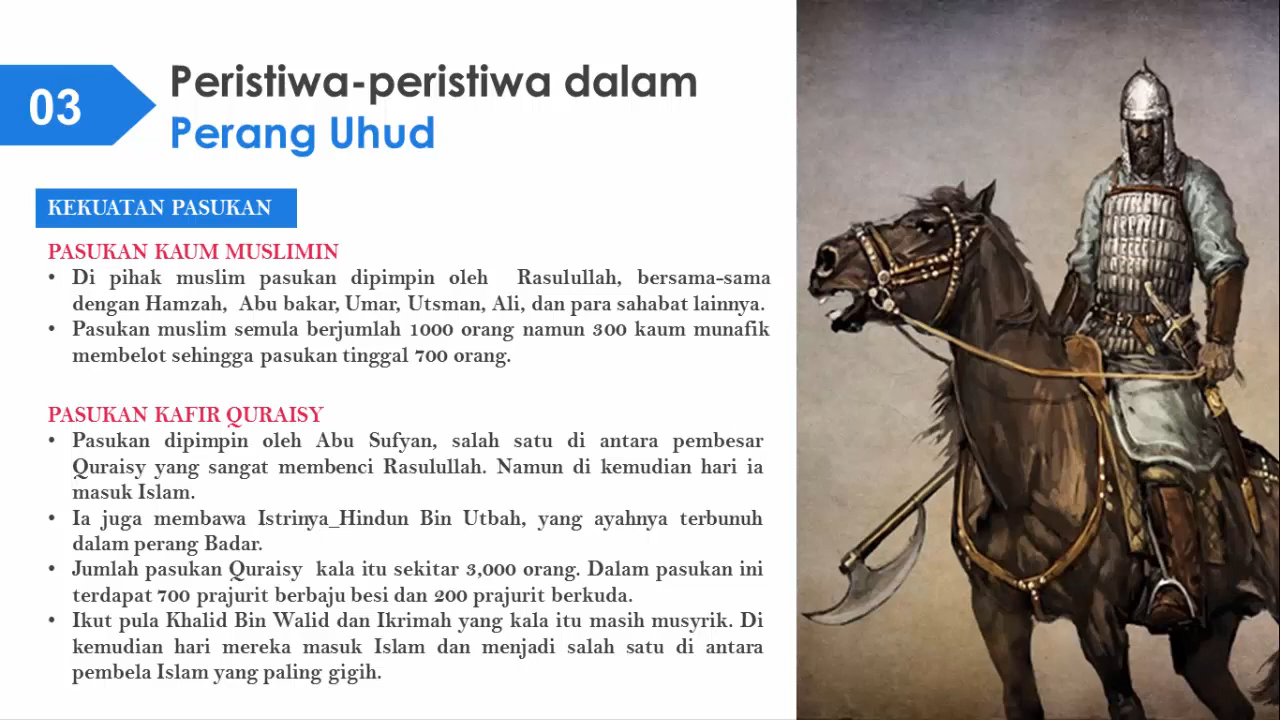 03
Peristiwa-peristiwa dalam
Perang Uhud
KEKUATAN PASUKAN
PASUKAN KAUM MUSLIMIN
• Di pihak muslim pasukan dipimpin oleh Rasulullah, bersama-sama
dengan Hamzah, Abu bakar, Umar, Utsman, Ali, dan para sahabat lainnya.
• Pasukan muslim semula berjumlah 1000 orang namun 300 kaum munafik
membelot sehingga pasukan tinggal 700 orang.
PASUKAN KAFIR QURAISY
• Pasukan dipimpin oleh Abu Sufyan, salah satu di antara pembesar
Quraisy yang sangat membenci Rasulullah. Namun di kemudian hari ia
masuk Islam.
• Ia juga membawa Istrinya_Hindun Bin Utbah, yang ayahnya terbunuh
dalam perang Badar.
• Jumlah pasukan Quraisy kala itu sekitar 3,000 orang. Dalam pasukan ini
terdapat 700 prajurit berbaju besi dan 200 prajurit berkuda.
• Ikut pula Khalid Bin Walid dan Ikrimah yang kala itu masih musyrik. Di
kemudian hari mereka masuk Islam dan menjadi salah satu di antara
pembela Islam yang paling gigih.